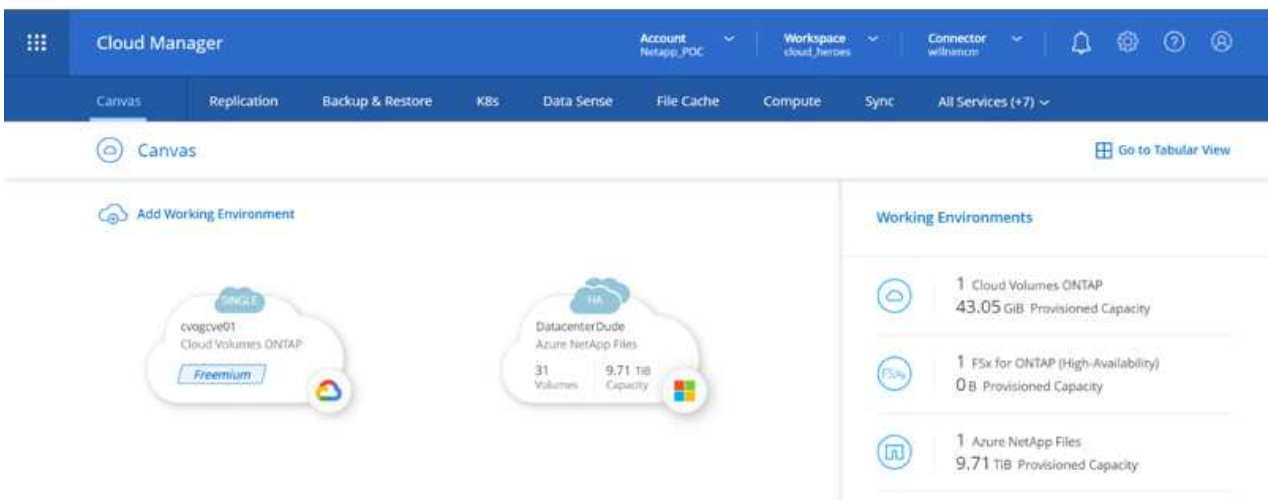 Cloud Manager
Account
Netapp_POC
Workspace
cloud_heroes
Connector
willnimcm
Canvas Replication Backup & Restore K8s Data Sense File Cache Compute Sync All Services (+7)
Canvas
Go to Tabular View
Add Working Environment
SINGLE
cvogcve01
Cloud Volumes ONTAP
Freemium
HA
DatacenterDude
Azure NetApp Files
31 9.71 TiB
Volumes Capacity
Working Environments
1 Cloud Volumes ONTAP
43.05 GiB Provisioned Capacity
FSx
1 FSx for ONTAP (High-Availability)
0 B Provisioned Capacity
1 Azure NetApp Files
9.71 TiB Provisioned Capacity